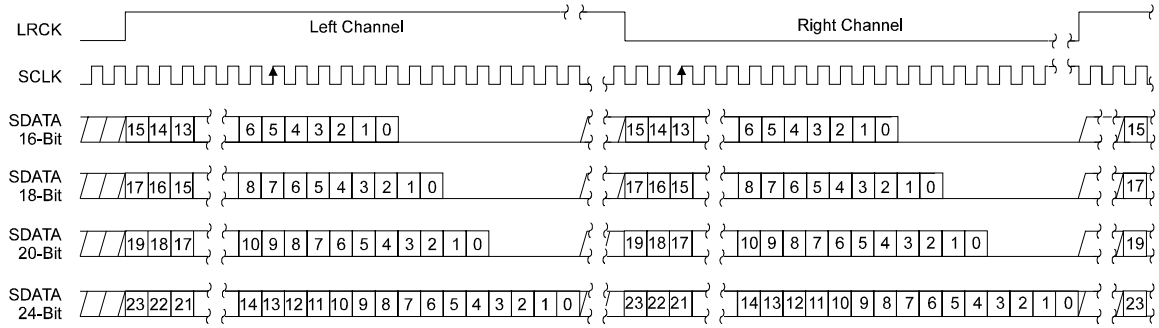 LRCK Left Channel Right Channel
SCLK
SDATA
16-Bit 15 14 13 6 5 4 3 2 1 0 15 14 13 6 5 4 3 2 1 0 15
SDATA
18-Bit 17 16 15 8 7 6 5 4 3 2 1 0 17 16 15 8 7 6 5 4 3 2 1 0 17
SDATA
20-Bit 19 18 17 10 9 8 7 6 5 4 3 2 1 0 19 18 17 10 9 8 7 6 5 4 3 2 1 0 19
SDATA
24-Bit 23 22 21 14 13 12 11 10 9 8 7 6 5 4 3 2 1 0 23 22 21 14 13 12 11 10 9 8 7 6 5 4 3 2 1 0 23